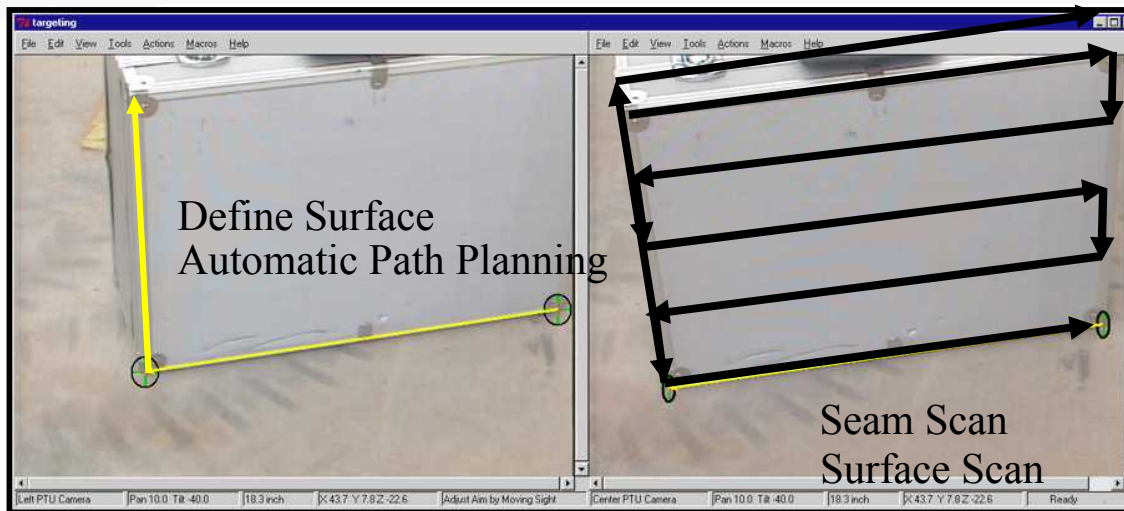 targeting
File Edit View Tools Actions Macros Help
File Edit View Tools Actions Macros Help
Define Surface
Automatic Path Planning
Seam Scan
Surface Scan
Left PTU Camera Pan 10.0 Tilt -40.0 18.3 inch X 43.7 Y 7.8 Z -22.6 Adjust Aim by Moving Sight
Center PTU Camera Pan 10.0 Tilt -40.0 18.3 inch X 43.7 Y 7.8 Z -22.6 Ready